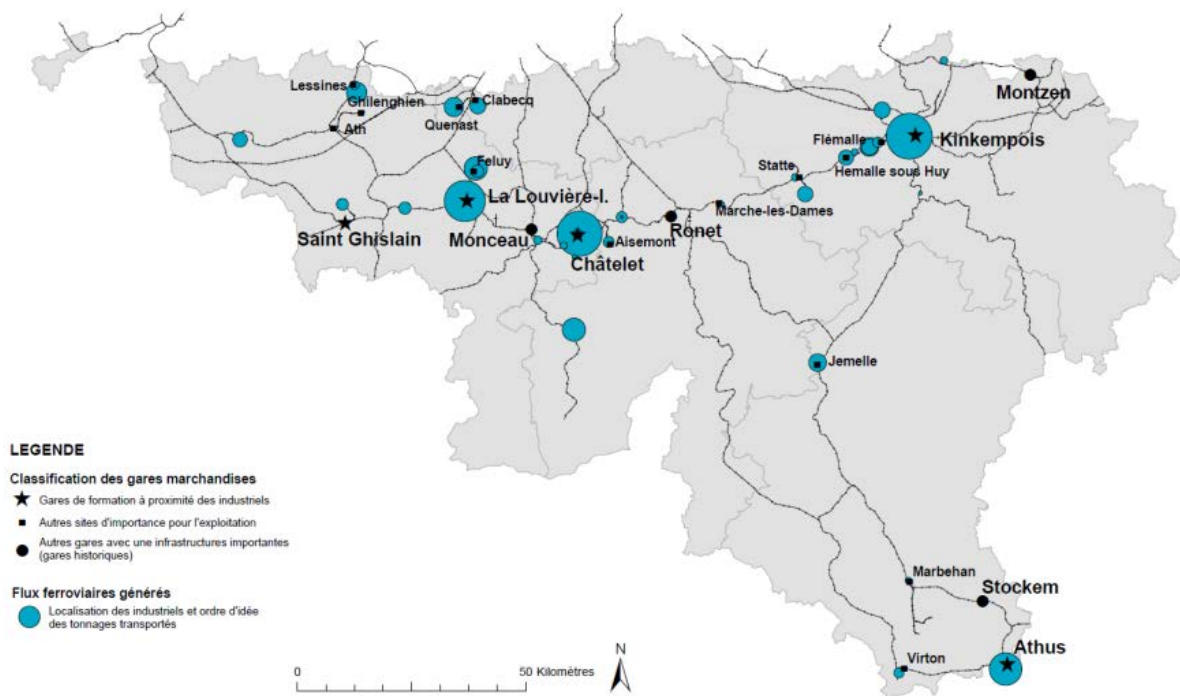 Lessines
Ghilenghien
Ath
Clabecq
Quenast
Feluy
La Louvière-I.
Saint Ghislain
Monceau
Châtelet
Aisemont
Ronet
Marche-les-Dames
Statte
Flémalle
Hemalle sous Huy
Kinkempois
Montzen
Jemelle
Marbehan
Stockem
Virton
Athus
LEGENDE
Classification des gares marchandises
Gares de formation à proximité des industriels
Autres sites d'importance pour l'exploitation
Autres gares avec une infrastructures importantes
(gares historiques)
Flux ferroviaires générés
Localisation des industriels et ordre d'idée
des tonnages transportés
0 50 Kilomètres
N